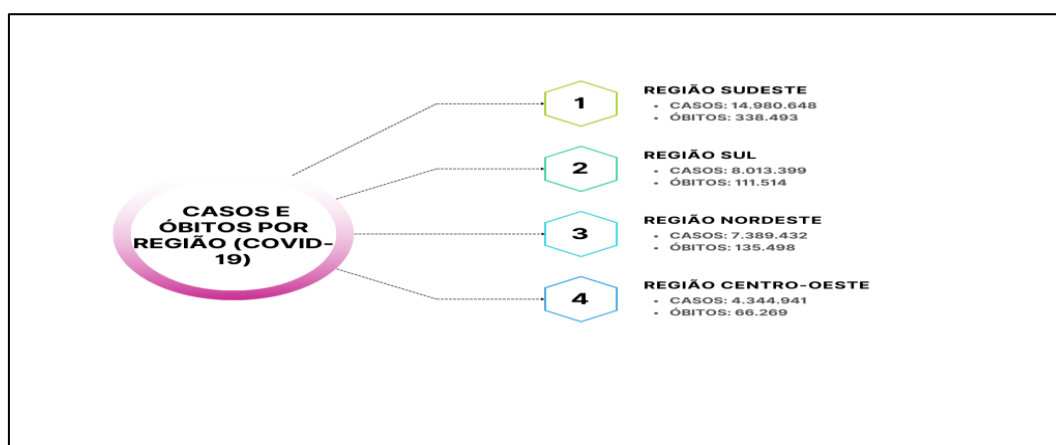 CASOS E
ÓBITOS POR
REGIÃO (COVID-
19)
1
REGIÃO SUDESTE
• CASOS: 14.980.648
• ÓBITOS: 338.493
2
REGIÃO SUL
• CASOS: 8.013.399
• ÓBITOS: 111.514
3
REGIÃO NORDESTE
• CASOS: 7.389.432
• ÓBITOS: 135.498
4
REGIÃO CENTRO-OESTE
• CASOS: 4.344.941
• ÓBITOS: 66.269